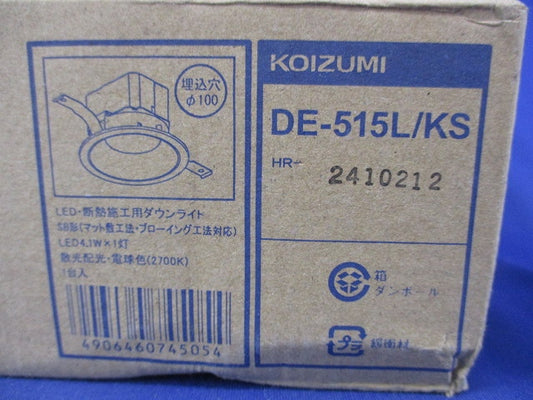 埋込穴
φ100
LED・断熱施工用ダウンライト
SB形(マット敷工法・ブローイング工法対応)
LED4.1W×1灯
散光配光・電球色(2700K)
1台入
4906460745054
KOIZUMI
DE-515L/KS
HR-
2410212
箱
ダンボール
プラ
緩衝材